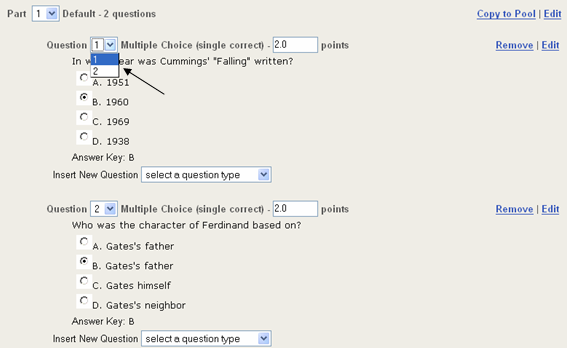 Part 1 Default - 2 questions Copy to Pool | Edit
Question 1 Multiple Choice (single correct) - 2.0 points Remove | Edit
1
2
In w ear was Cummings' "Falling" written?
A. 1951
B. 1960
C. 1969
D. 1938
Answer Key: B
Insert New Question select a question type
Question 2 Multiple Choice (single correct) - 2.0 points Remove | Edit
Who was the character of Ferdinand based on?
A. Gates's father
B. Gates's father
C. Gates himself
D. Gates's neighbor
Answer Key: B
Insert New Question select a question type